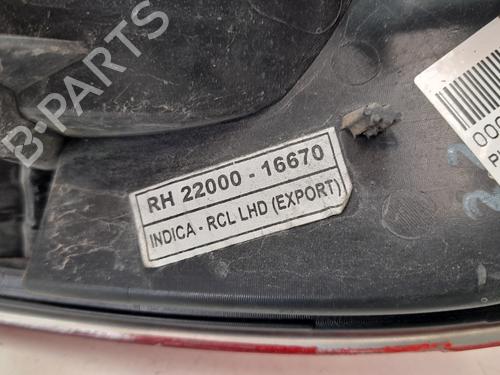 B-PARTS
RH 22000 - 16670
INDICA - RCL LHD (EXPORT)